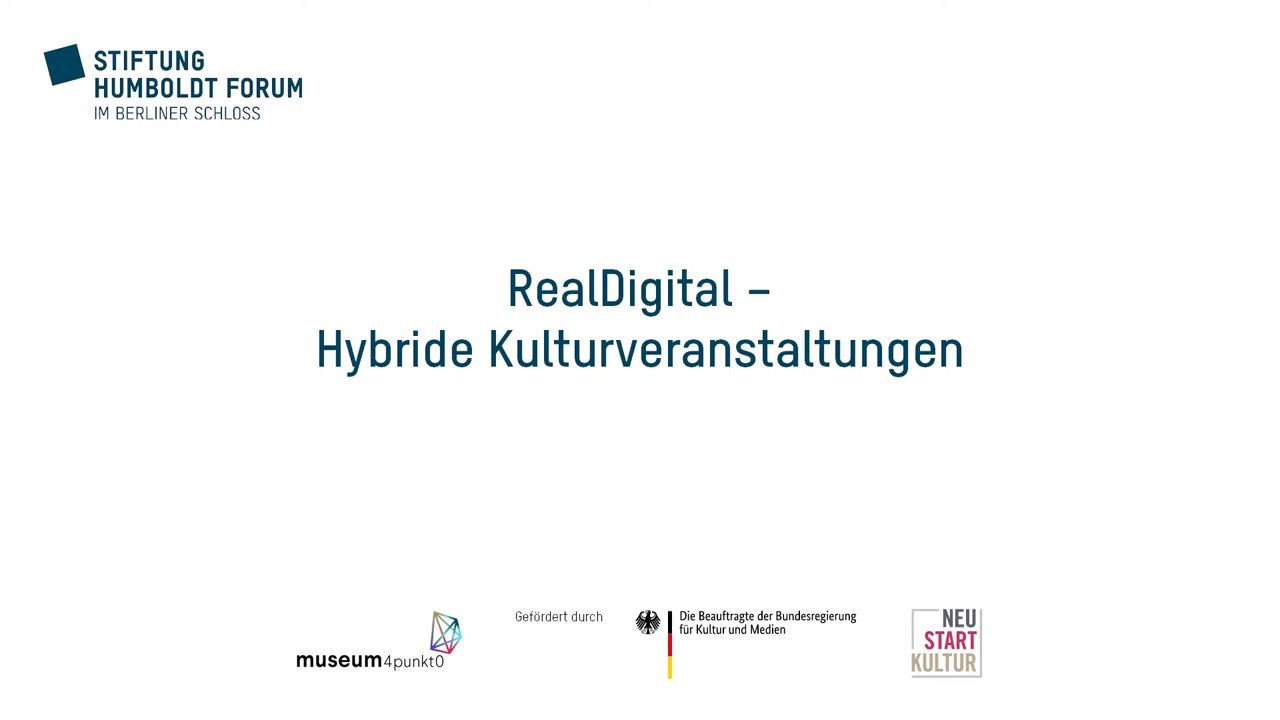 STIFTUNG
HUMBOLDT FORUM
IM BERLINER SCHLOSS
RealDigital –
Hybride Kulturveranstaltungen
museum4punkt0
Gefördert durch
Die Beauftragte der Bundesregierung
für Kultur und Medien
NEU
START
KULTUR